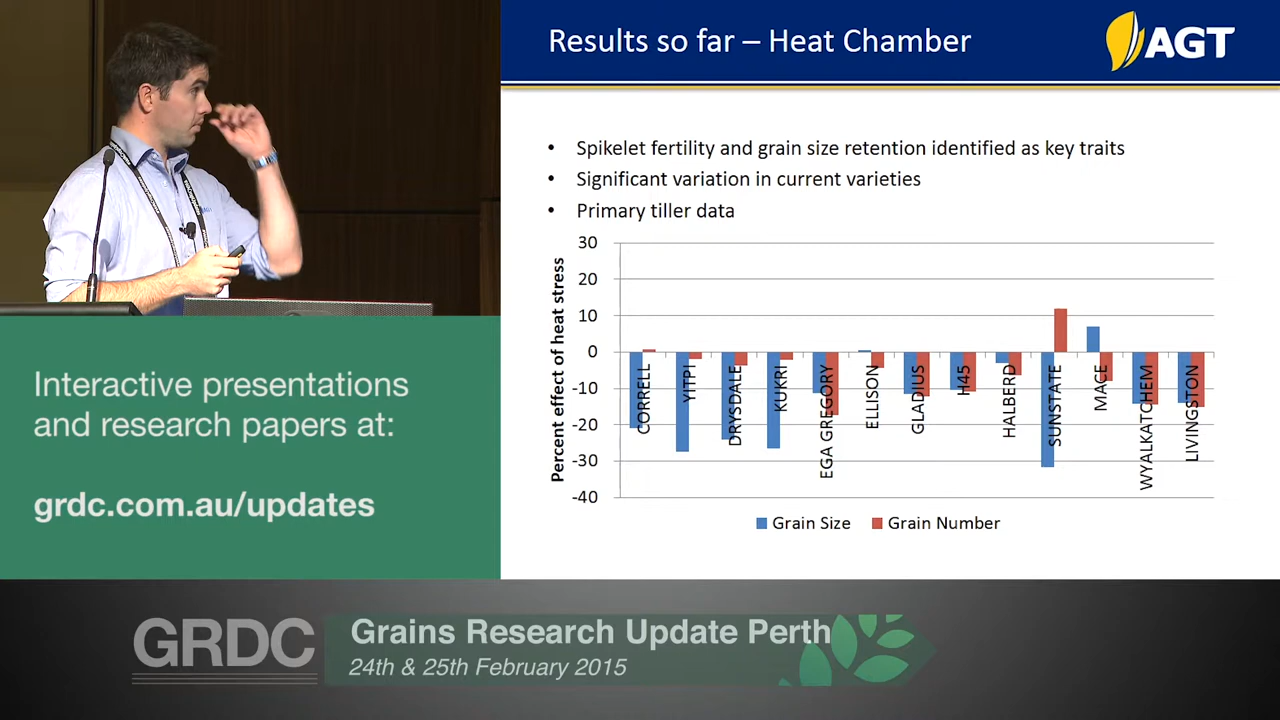 Results so far – Heat Chamber
AGT
• Spikelet fertility and grain size retention identified as key traits
• Significant variation in current varieties
• Primary tiller data
Percent effect of heat stress
30
20
10
0
-10
-20
-30
-40
CORRELL
YITPI
DRYSDALE
KUKRI
EGA GREGORY
ELLISON
GLADIUS
H45
HALBERD
SUNSTATE
MACE
WYALKATCHEM
LIVINGSTON
Grain Size
Grain Number
Interactive presentations
and research papers at:
grdc.com.au/updates
GRDC
Grains Research Update Perth
24th & 25th February 2015